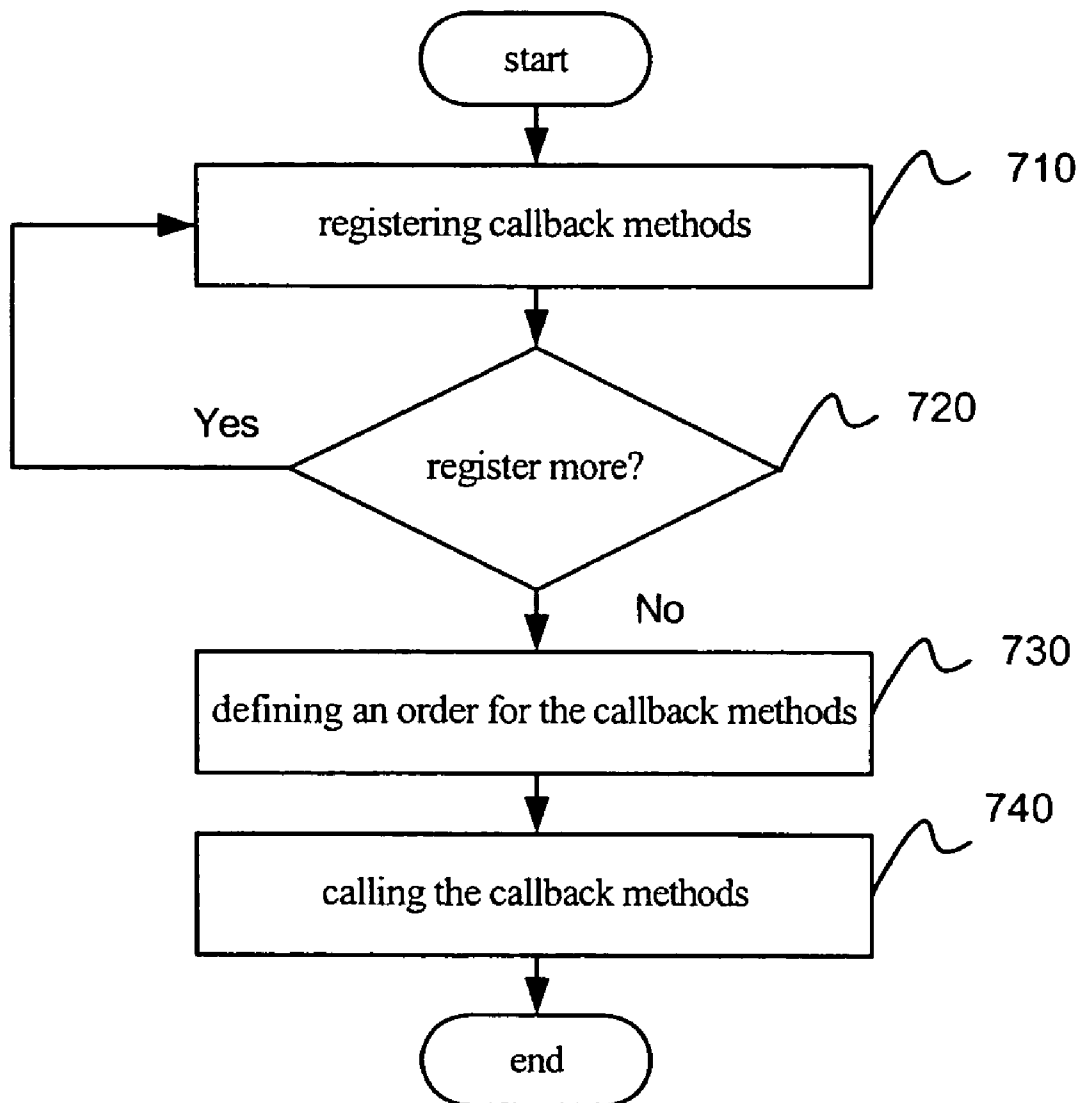 start
710
registering callback methods
720
Yes
register more?
No
730
defining an order for the callback methods
740
calling the callback methods
end